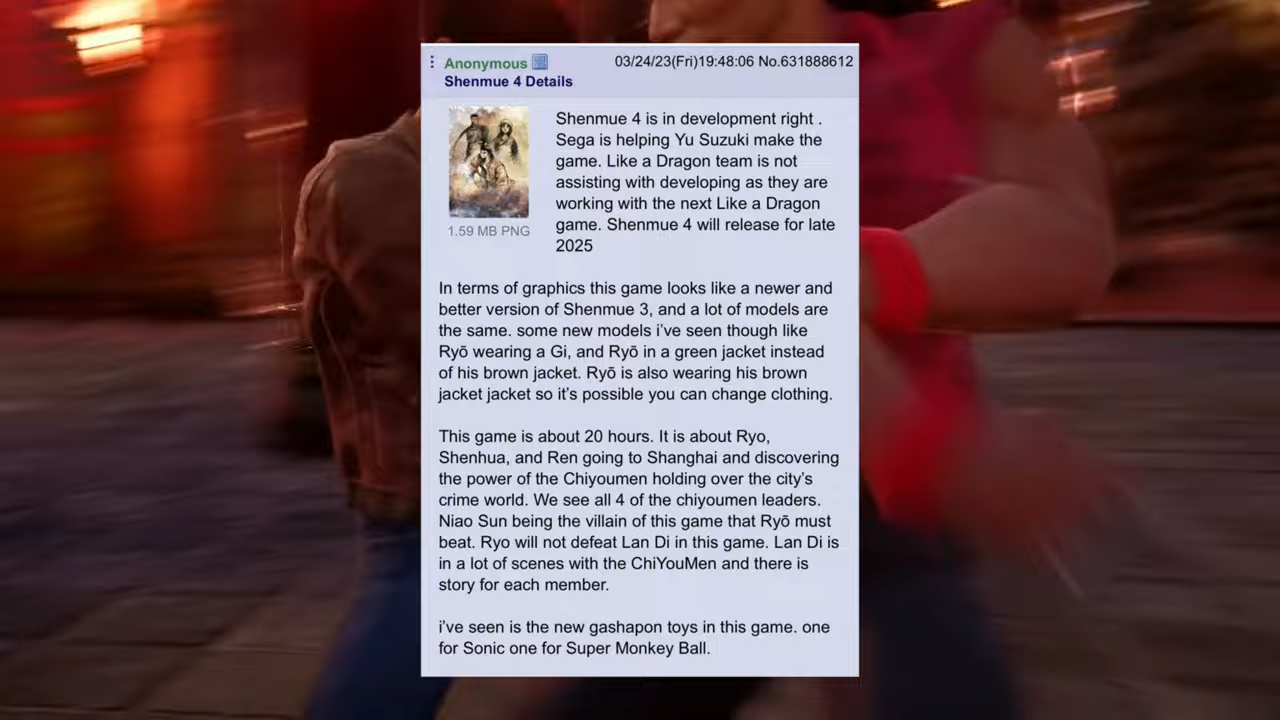 Anonymous 03/24/23(Fri)19:48:06 No.631888612
Shenmue 4 Details
Shenmue 4 is in development right .
Sega is helping Yu Suzuki make the
game. Like a Dragon team is not
assisting with developing as they are
working with the next Like a Dragon
game. Shenmue 4 will release for late
2025
1.59 MB PNG
In terms of graphics this game looks like a newer and
better version of Shenmue 3, and a lot of models are
the same. some new models i've seen though like
Ryō wearing a Gi, and Ryō in a green jacket instead
of his brown jacket. Ryō is also wearing his brown
jacket jacket so it's possible you can change clothing.
This game is about 20 hours. It is about Ryo,
Shenhua, and Ren going to Shanghai and discovering
the power of the Chiyoumen holding over the city's
crime world. We see all 4 of the chiyoumen leaders.
Niao Sun being the villain of this game that Ryō must
beat. Ryo will not defeat Lan Di in this game. Lan Di is
in a lot of scenes with the ChiYouMen and there is
story for each member.
i've seen is the new gashapon toys in this game. one
for Sonic one for Super Monkey Ball.